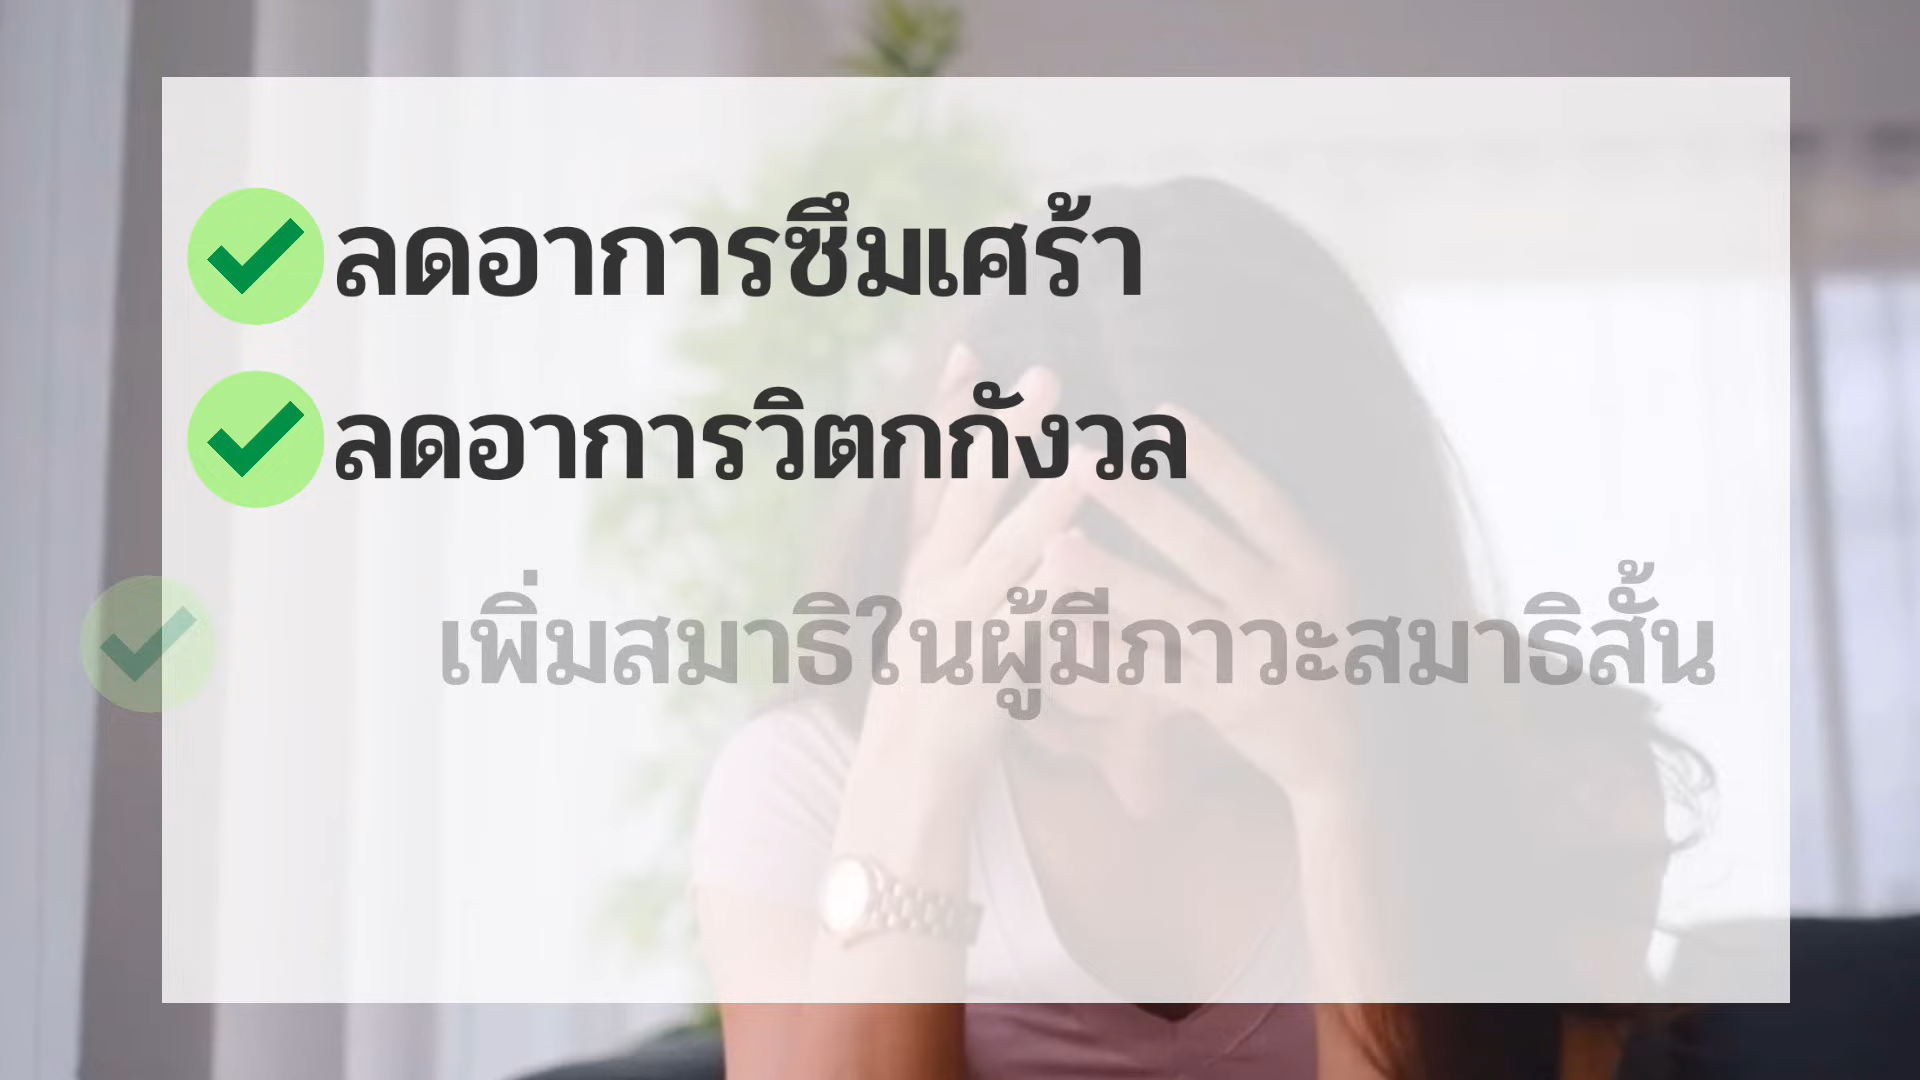 ลดอาการซึมเศร้า
ลดอาการวิตกกังวล
เพิ่มสมาธิในผู้มีภาวะสมาธิสั้น